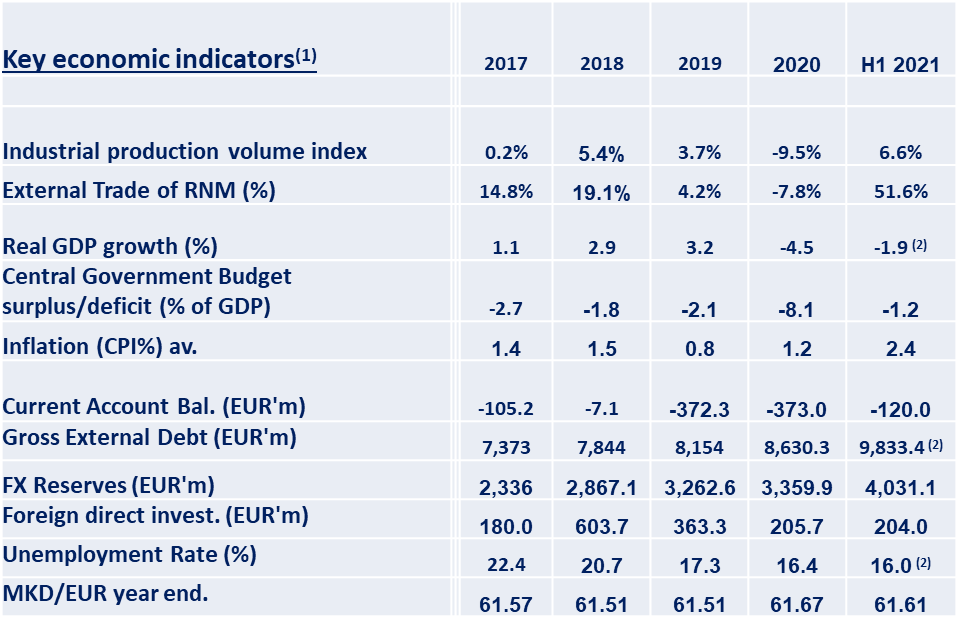 Key economic indicators(1) 2017 2018 2019 2020 H1 2021
Industrial production volume index 0.2% 5.4% 3.7% -9.5% 6.6%
External Trade of RNM (%) 14.8% 19.1% 4.2% -7.8% 51.6%
Real GDP growth (%) 1.1 2.9 3.2 -4.5 -1.9 (2)
Central Government Budget
surplus/deficit (% of GDP) -2.7 -1.8 -2.1 -8.1 -1.2
Inflation (CPI%) av. 1.4 1.5 0.8 1.2 2.4
Current Account Bal. (EUR'm) -105.2 -7.1 -372.3 -373.0 -120.0
Gross External Debt (EUR'm) 7,373 7,844 8,154 8,630.3 9,833.4 (2)
FX Reserves (EUR'm) 2,336 2,867.1 3,262.6 3,359.9 4,031.1
Foreign direct invest. (EUR'm) 180.0 603.7 363.3 205.7 204.0
Unemployment Rate (%) 22.4 20.7 17.3 16.4 16.0 (2)
MKD/EUR year end. 61.57 61.51 61.51 61.67 61.61